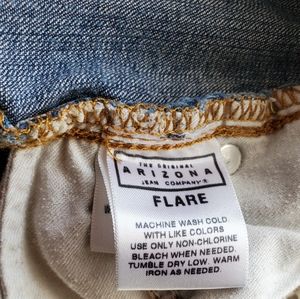 THE ORIGINAL
ARIZONA
JEAN COMPANY
FLARE
MACHINE WASH COLD
WITH LIKE COLORS
USE ONLY NON-CHLORINE
BLEACH WHEN NEEDED.
TUMBLE DRY LOW. WARM
IRON AS NEEDED.